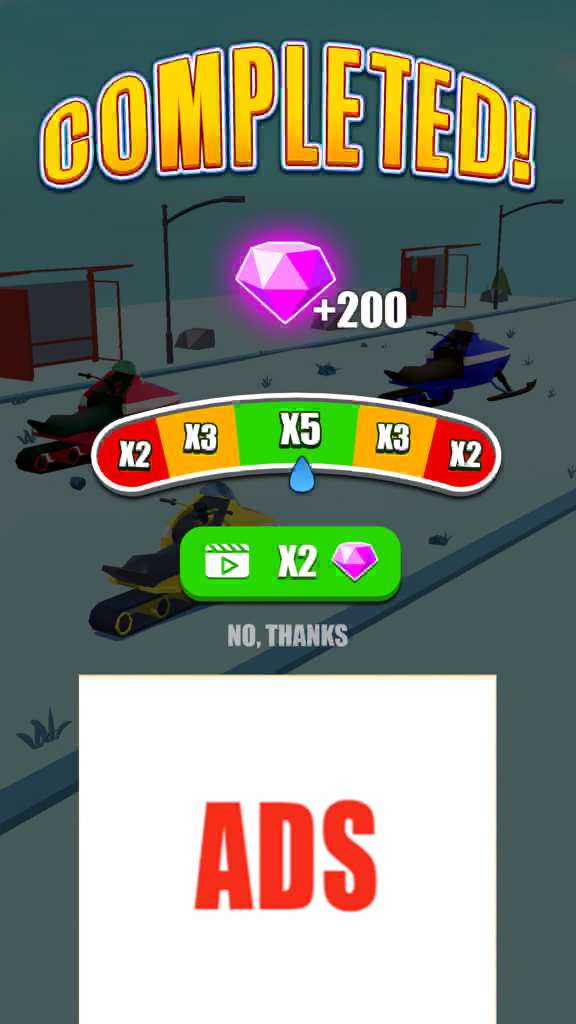 COMPLETED!
+200
X2 X3 X5 X3 X2
X2
NO, THANKS
ADS